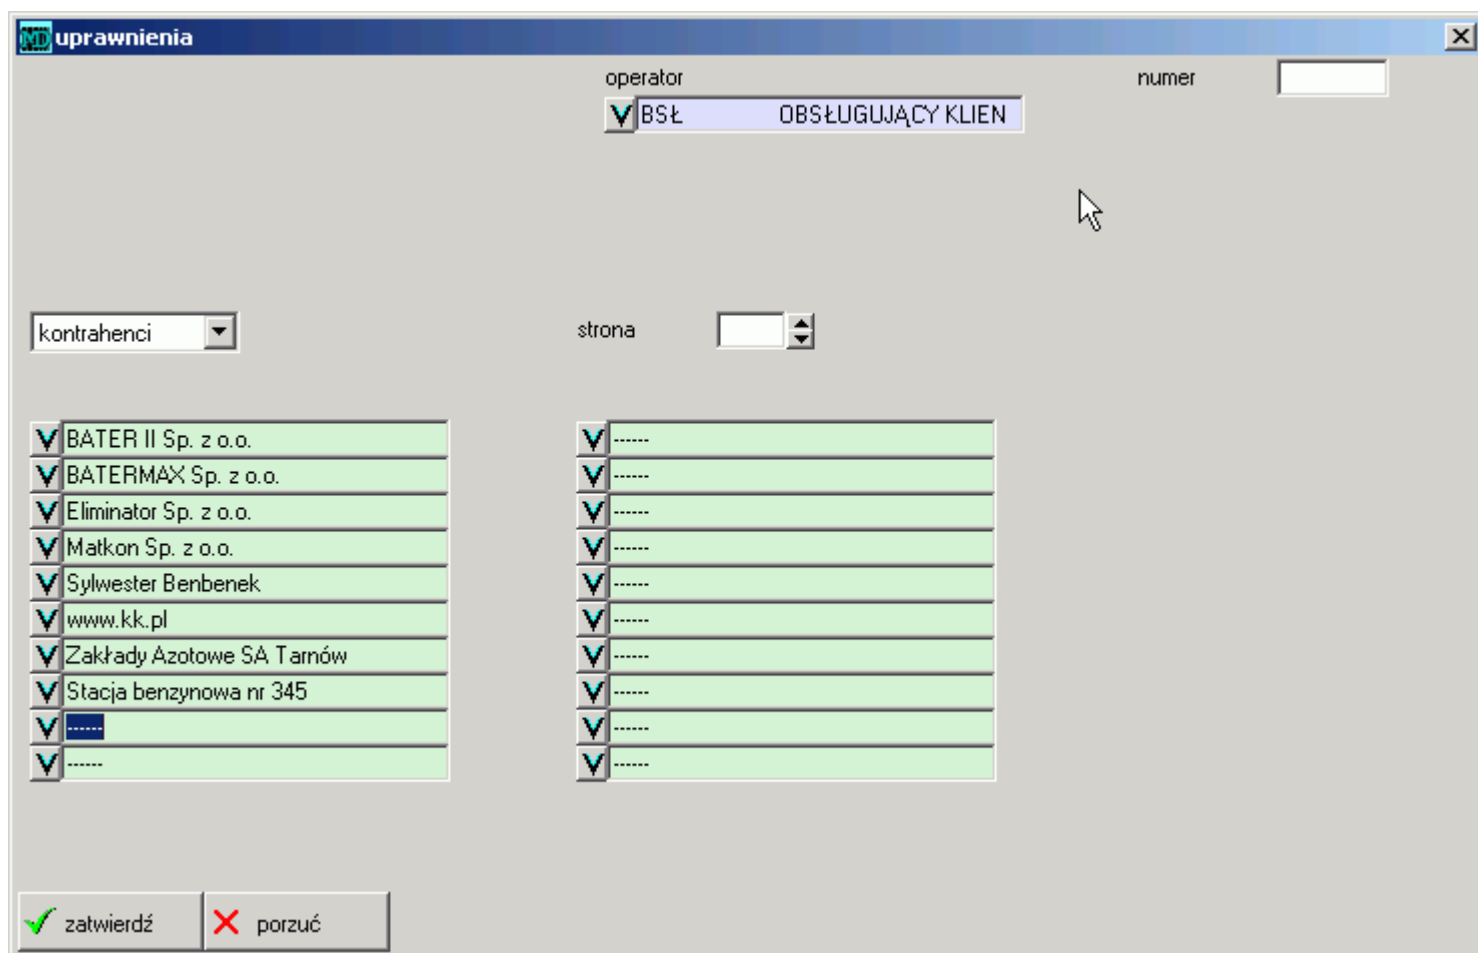 MD uprawnienia
operator numer
BSŁ OBSŁUGUJĄCY KLIEN
kontrahenci strona
BATER II Sp. z o.o. ------
BATERMAX Sp. z o.o. ------
Eliminator Sp. z o.o. ------
Matkon Sp. z o.o. ------
Sylwester Benbenek ------
www.kk.pl ------
Zakłady Azotowe SA Tarnów ------
Stacja benzynowa nr 345 ------
------ ------
------ ------
zatwierdź porzuć